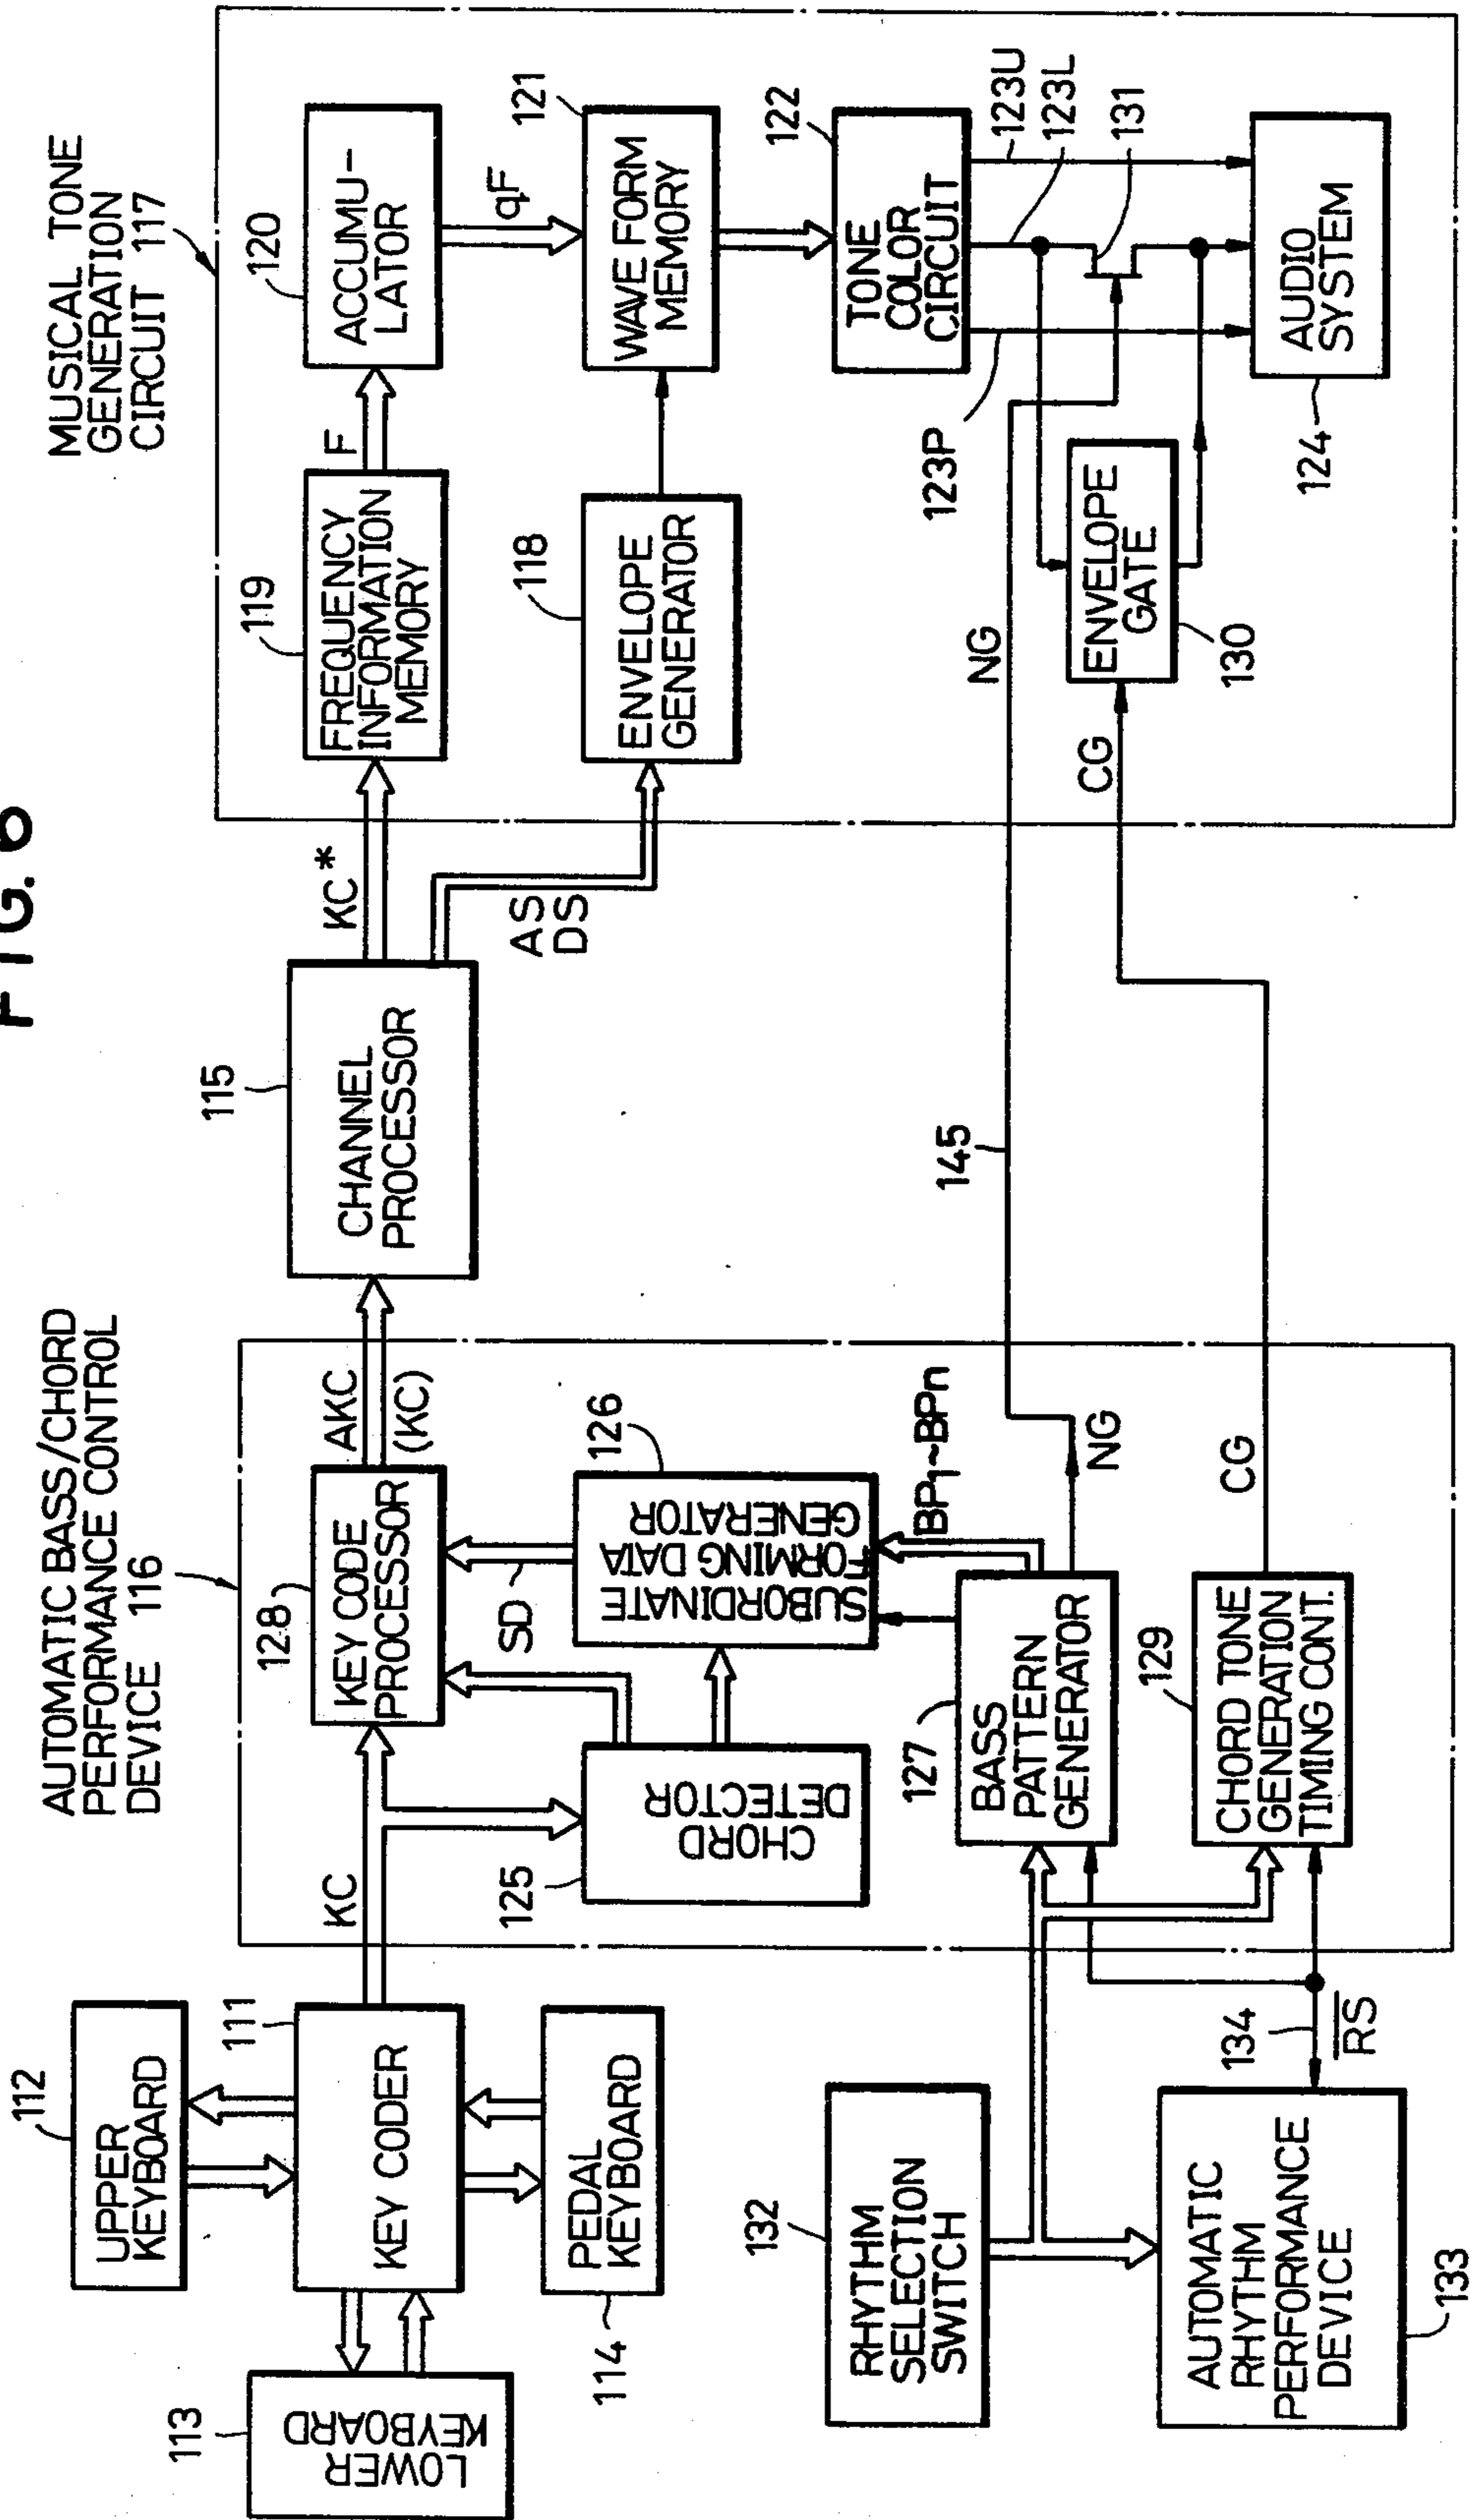 FIG. 6
MUSICAL TONE
GENERATION
CIRCUIT 117
AUTOMATIC BASS/CHORD
PERFORMANCE CONTROL
DEVICE 116
112
UPPER
KEYBOARD
111
KEY CODER
113
LOWER
KEYBOARD
PEDAL
KEYBOARD
114
KC
128
KEY CODE
PROCESSOR
AKC
(KC)
125
CHORD
DETECTOR
SD
126
SUBORDINATE
FORMING DATA
GENERATOR
BP1~BPn
127
BASS
PATTERN
GENERATOR
NG
129
CHORD TONE
GENERATION
TIMING CONT.
CG
132
RHYTHM
SELECTION
SWITCH
AUTOMATIC
RHYTHM
PERFORMANCE
DEVICE
133
134
R̅S̅
115
CHANNEL
PROCESSOR
KC*
AS
DS
145
119
FREQUENCY
INFORMATION
MEMORY
F
120
ACCUMU-
LATOR
qF
118
ENVELOPE
GENERATOR
121
WAVE FORM
MEMORY
122
TONE
COLOR
CIRCUIT
123U
123L
131
123P
NG
CG
ENVELOPE
GATE
130
AUDIO
SYSTEM
124